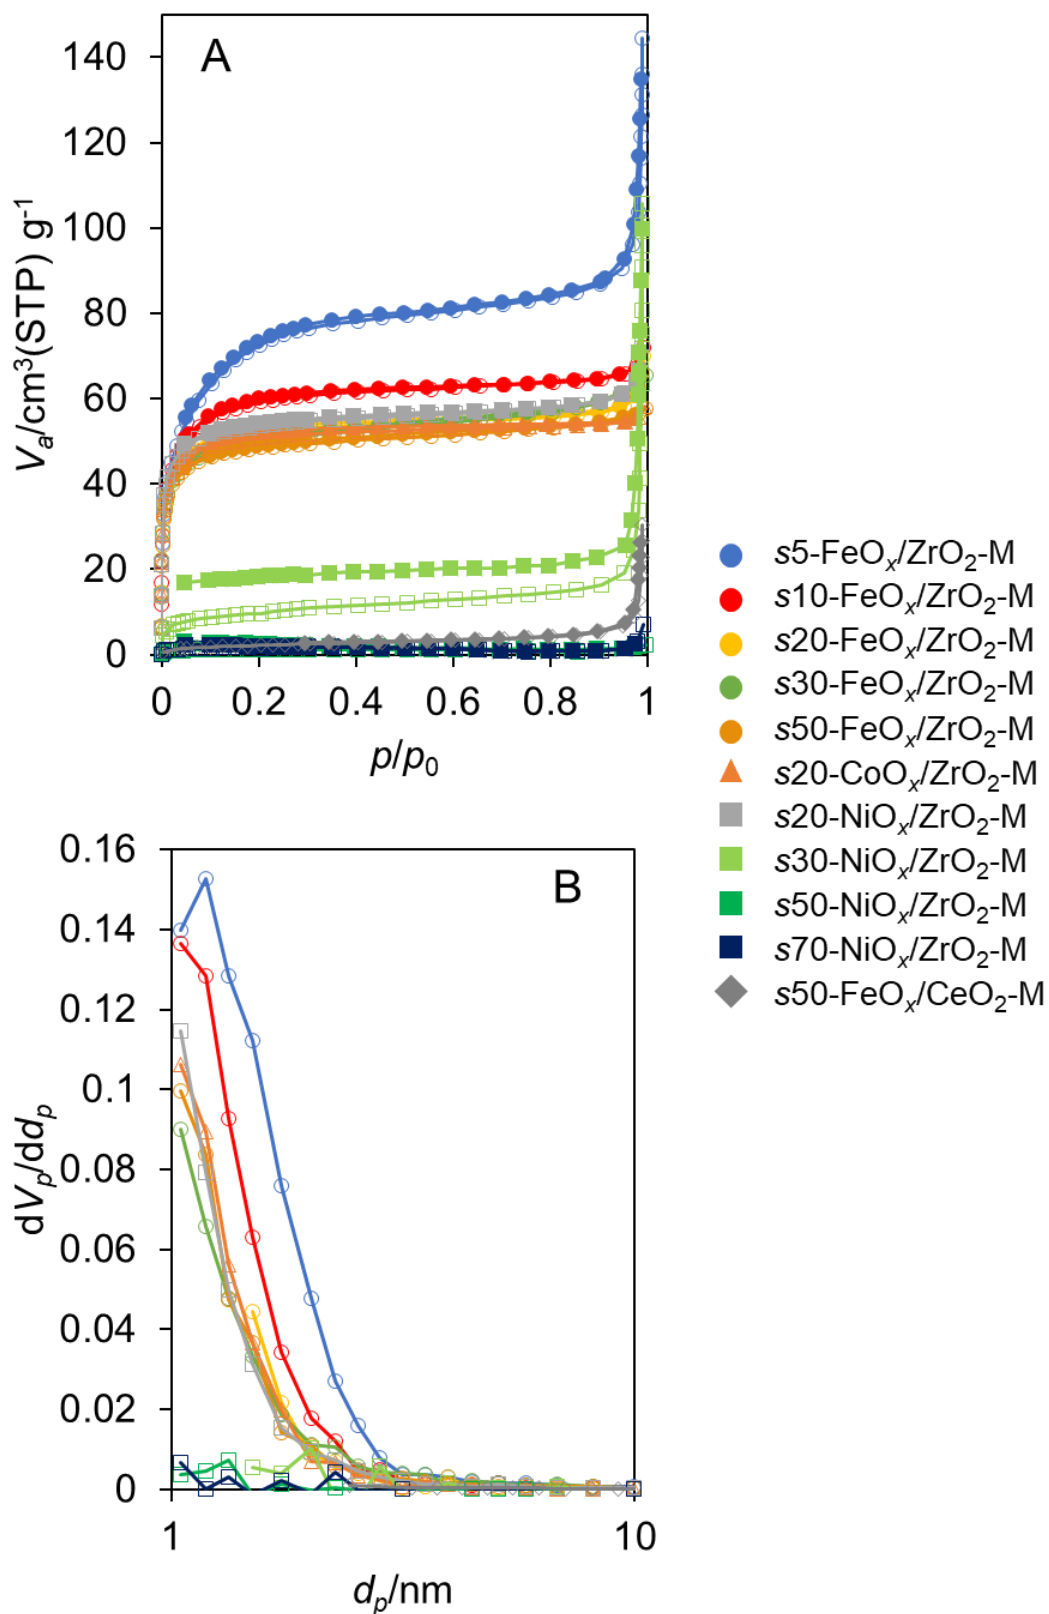 A
140
120
100
80
60
40
20
0
Vₐ/cm³(STP) g⁻¹
0 0.2 0.4 0.6 0.8 1
p/p₀
s5-FeOₓ/ZrO₂-M
s10-FeOₓ/ZrO₂-M
s20-FeOₓ/ZrO₂-M
s30-FeOₓ/ZrO₂-M
s50-FeOₓ/ZrO₂-M
s20-CoOₓ/ZrO₂-M
s20-NiOₓ/ZrO₂-M
s30-NiOₓ/ZrO₂-M
s50-NiOₓ/ZrO₂-M
s70-NiOₓ/ZrO₂-M
s50-FeOₓ/CeO₂-M
B
0.16
0.14
0.12
0.1
0.08
0.06
0.04
0.02
0
dVₚ/ddₚ
1 10
dₚ/nm